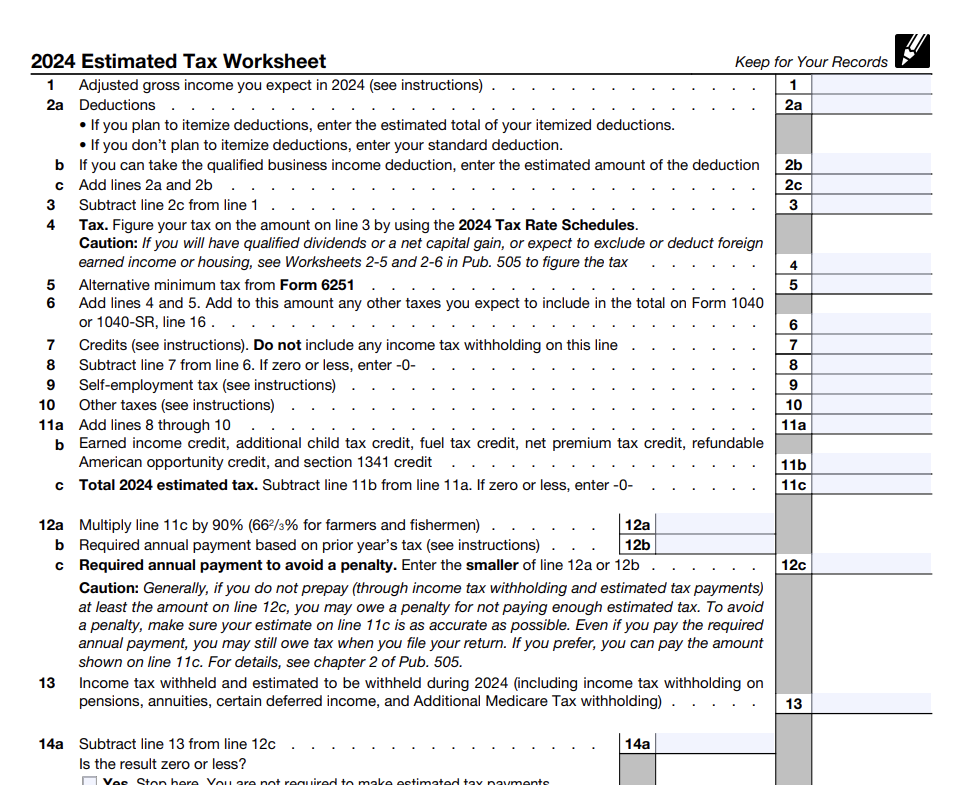 2024 Estimated Tax Worksheet Keep for Your Records
1 Adjusted gross income you expect in 2024 (see instructions) . . . . . . . . . . . . . . 1
2a Deductions . . . . . . . . . . . . . . . . . . . . . . . . . . . . . . 2a
• If you plan to itemize deductions, enter the estimated total of your itemized deductions.
• If you don't plan to itemize deductions, enter your standard deduction.
b If you can take the qualified business income deduction, enter the estimated amount of the deduction 2b
c Add lines 2a and 2b . . . . . . . . . . . . . . . . . . . . . . . . . . . 2c
3 Subtract line 2c from line 1 . . . . . . . . . . . . . . . . . . . . . . . . . 3
4 Tax. Figure your tax on the amount on line 3 by using the 2024 Tax Rate Schedules.
Caution: If you will have qualified dividends or a net capital gain, or expect to exclude or deduct foreign
earned income or housing, see Worksheets 2-5 and 2-6 in Pub. 505 to figure the tax . . . . . . 4
5 Alternative minimum tax from Form 6251 . . . . . . . . . . . . . . . . . . . . 5
6 Add lines 4 and 5. Add to this amount any other taxes you expect to include in the total on Form 1040
or 1040-SR, line 16 . . . . . . . . . . . . . . . . . . . . . . . . . . . . 6
7 Credits (see instructions). Do not include any income tax withholding on this line . . . . . . . 7
8 Subtract line 7 from line 6. If zero or less, enter -0- . . . . . . . . . . . . . . . . . 8
9 Self-employment tax (see instructions) . . . . . . . . . . . . . . . . . . . . . 9
10 Other taxes (see instructions) . . . . . . . . . . . . . . . . . . . . . . . . 10
11a Add lines 8 through 10 . . . . . . . . . . . . . . . . . . . . . . . . . . 11a
b Earned income credit, additional child tax credit, fuel tax credit, net premium tax credit, refundable
American opportunity credit, and section 1341 credit . . . . . . . . . . . . . . . . 11b
c Total 2024 estimated tax. Subtract line 11b from line 11a. If zero or less, enter -0- . . . . . . 11c
12a Multiply line 11c by 90% (66²/₃% for farmers and fishermen) . . . . . . 12a
b Required annual payment based on prior year's tax (see instructions) . . . 12b
c Required annual payment to avoid a penalty. Enter the smaller of line 12a or 12b . . . . . . 12c
Caution: Generally, if you do not prepay (through income tax withholding and estimated tax payments)
at least the amount on line 12c, you may owe a penalty for not paying enough estimated tax. To avoid
a penalty, make sure your estimate on line 11c is as accurate as possible. Even if you pay the required
annual payment, you may still owe tax when you file your return. If you prefer, you can pay the amount
shown on line 11c. For details, see chapter 2 of Pub. 505.
13 Income tax withheld and estimated to be withheld during 2024 (including income tax withholding on
pensions, annuities, certain deferred income, and Additional Medicare Tax withholding) . . . . . 13
14a Subtract line 13 from line 12c . . . . . . . . . . . . . . . . 14a
Is the result zero or less?
Yes. Stop here. You are not required to make estimated tax payments.